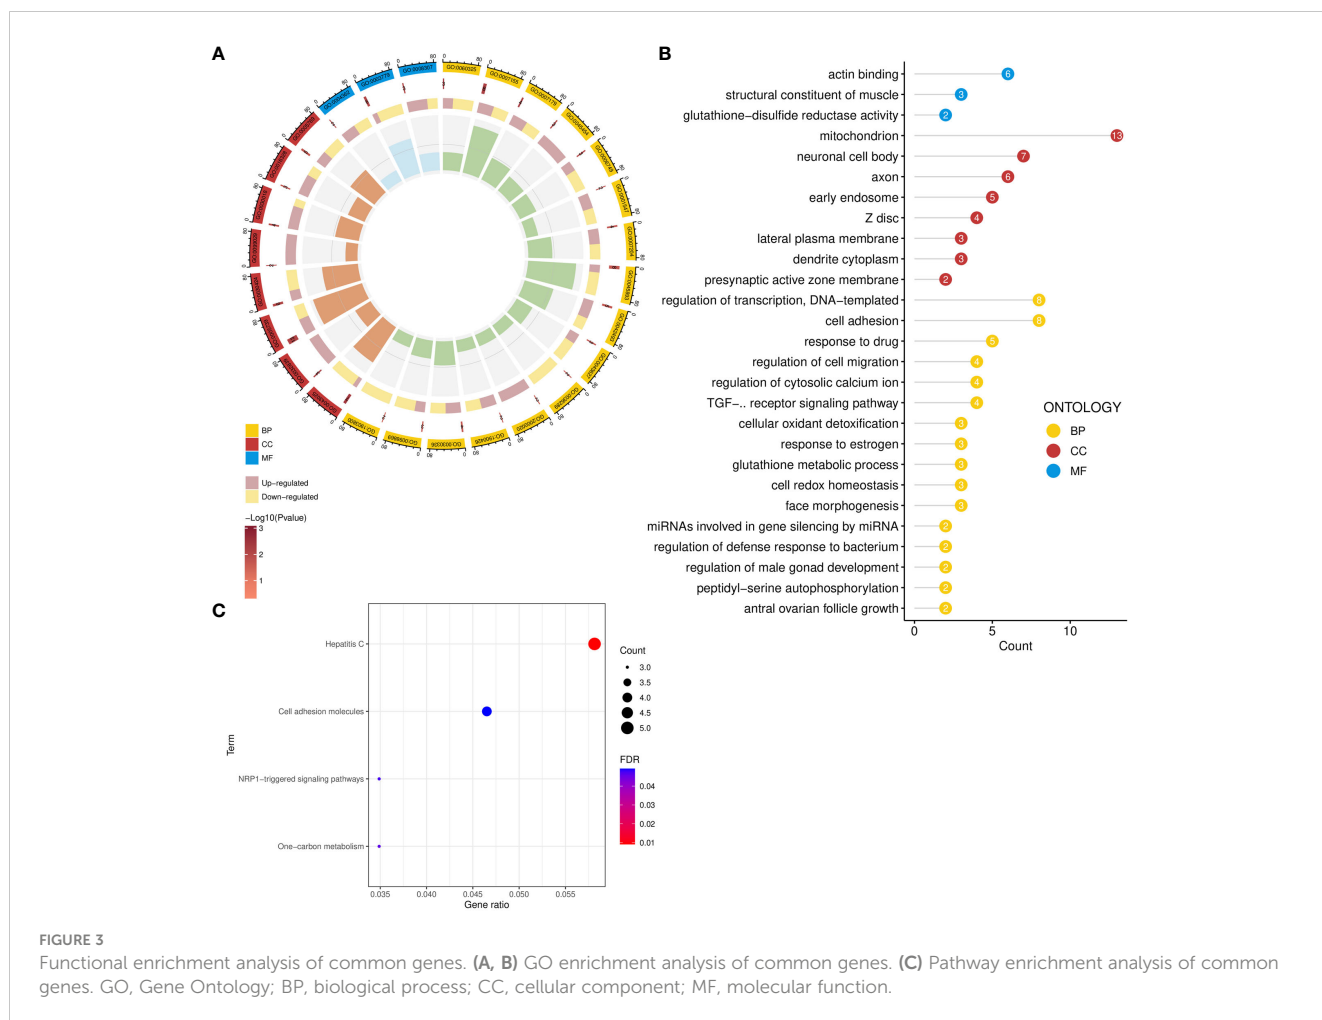 A
B
GO:0060325
GO:0007155
GO:0007179
BP
CC
MF
Up-regulated
Down-regulated
−Log10(Pvalue)
3
2
1
actin binding 6
structural constituent of muscle 3
glutathione−disulfide reductase activity 2
mitochondrion 13
neuronal cell body 7
axon 6
early endosome 5
Z disc 4
lateral plasma membrane 3
dendrite cytoplasm 3
presynaptic active zone membrane 2
regulation of transcription, DNA−templated 8
cell adhesion 8
response to drug 5
regulation of cell migration 4
regulation of cytosolic calcium ion 4
TGF−.. receptor signaling pathway 4
cellular oxidant detoxification 3
response to estrogen 3
glutathione metabolic process 3
cell redox homeostasis 3
face morphogenesis 3
miRNAs involved in gene silencing by miRNA 2
regulation of defense response to bacterium 2
regulation of male gonad development 2
peptidyl−serine autophosphorylation 2
antral ovarian follicle growth 2
0 5 10
Count
ONTOLOGY
BP
CC
MF
C
Term
Hepatitis C
Cell adhesion molecules
NRP1−triggered signaling pathways
One−carbon metabolism
0.035 0.040 0.045 0.050 0.055
Gene ratio
Count
3.0
3.5
4.0
4.5
5.0
FDR
0.04
0.03
0.02
0.01
FIGURE 3
Functional enrichment analysis of common genes. (A, B) GO enrichment analysis of common genes. (C) Pathway enrichment analysis of common
genes. GO, Gene Ontology; BP, biological process; CC, cellular component; MF, molecular function.